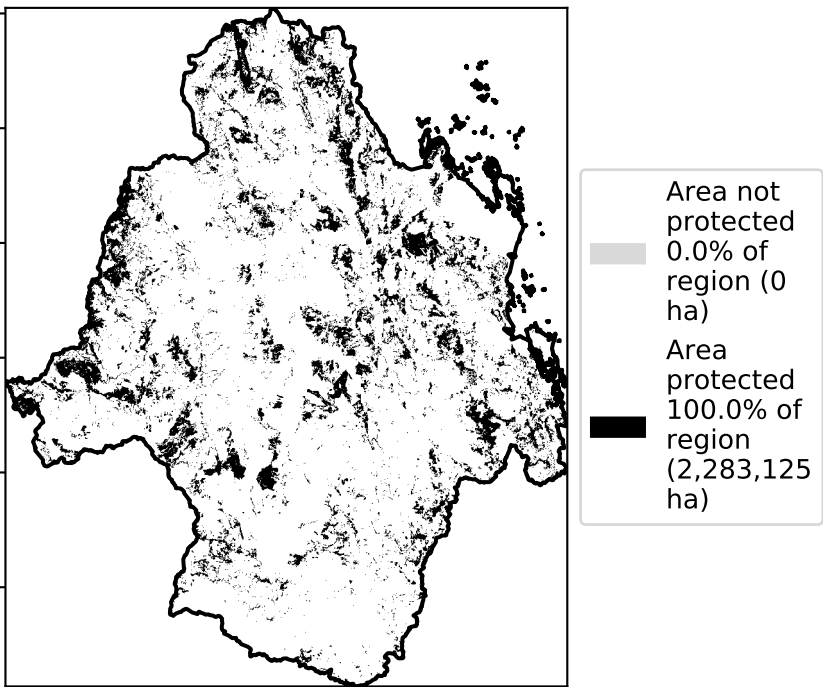 Area not
protected
0.0% of
region (0
ha)
Area
protected
100.0% of
region
(2,283,125
ha)